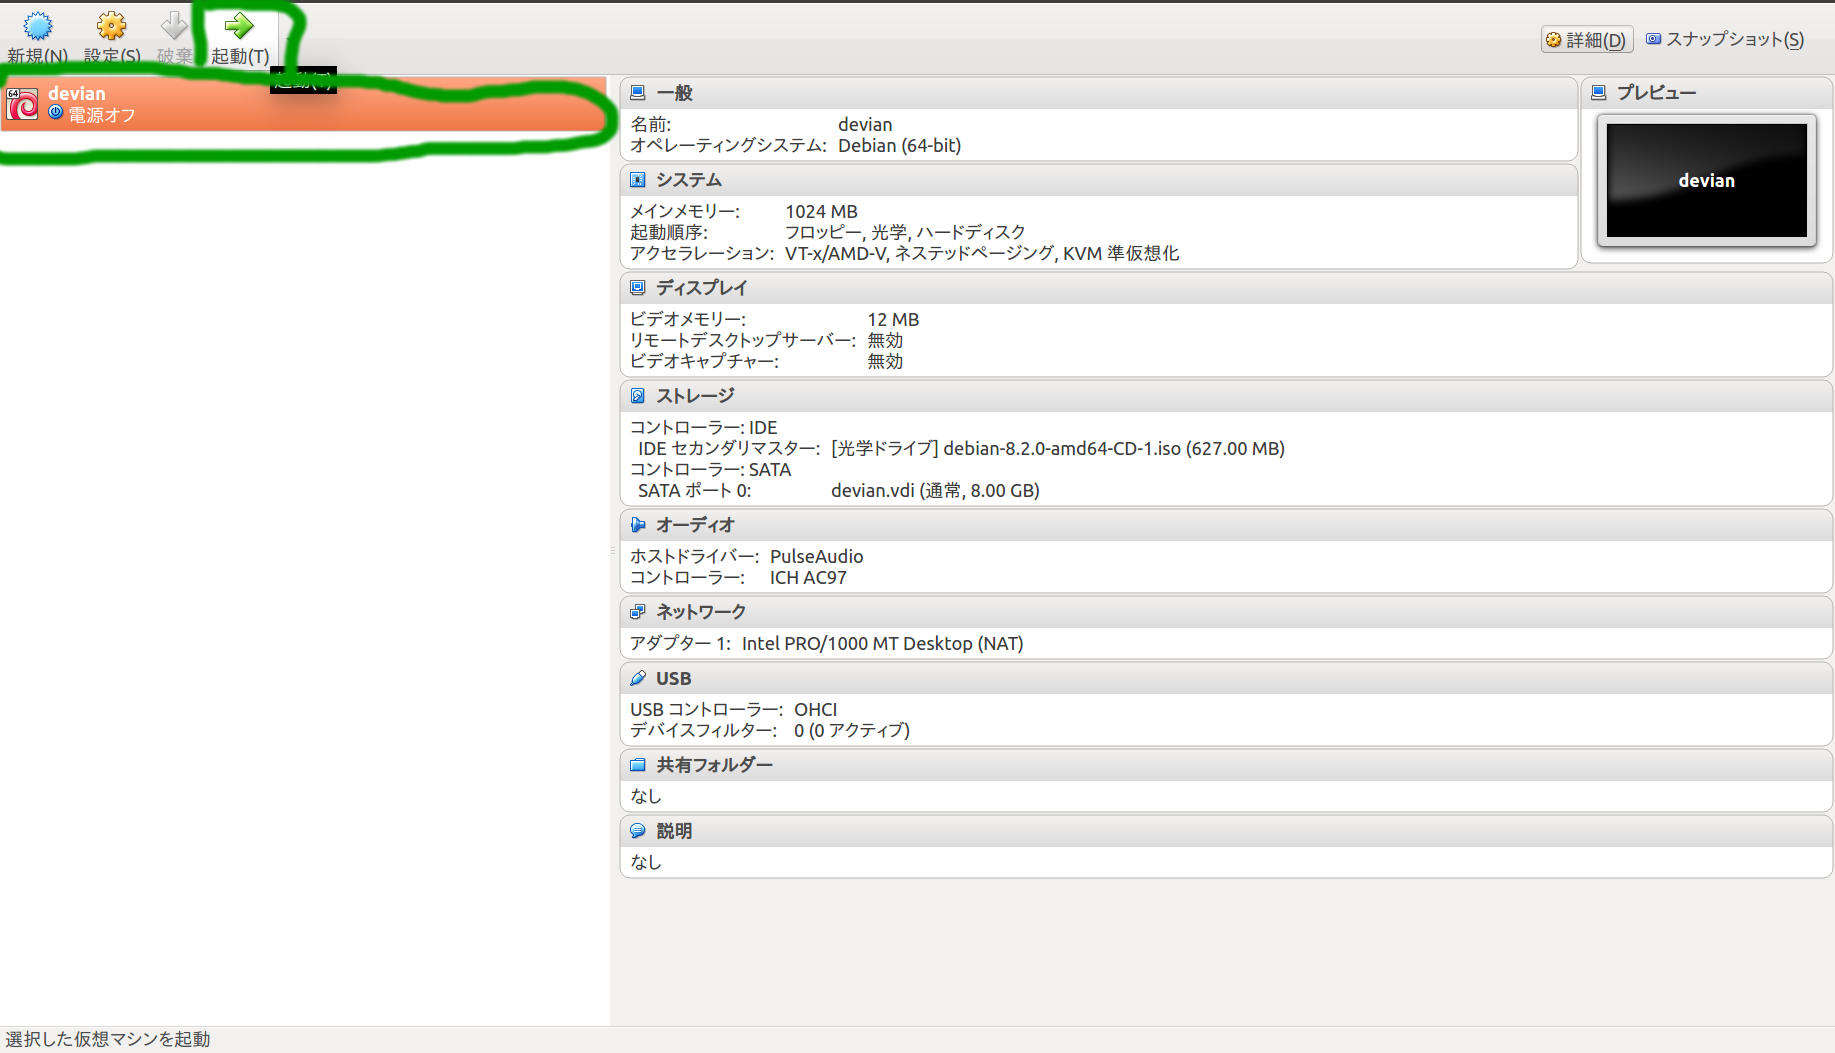 新規(N) 設定(S) 破棄 起動(T)
詳細(D) スナップショット(S)
起動(T)
64
devian
電源オフ
一般
名前: devian
オペレーティングシステム: Debian (64-bit)
プレビュー
devian
システム
メインメモリー: 1024 MB
起動順序: フロッピー, 光学, ハードディスク
アクセラレーション: VT-x/AMD-V, ネステッドページング, KVM 準仮想化
ディスプレイ
ビデオメモリー: 12 MB
リモートデスクトップサーバー: 無効
ビデオキャプチャー: 無効
ストレージ
コントローラー: IDE
IDE セカンダリマスター: [光学ドライブ] debian-8.2.0-amd64-CD-1.iso (627.00 MB)
コントローラー: SATA
SATA ポート 0: devian.vdi (通常, 8.00 GB)
オーディオ
ホストドライバー: PulseAudio
コントローラー: ICH AC97
ネットワーク
アダプター 1: Intel PRO/1000 MT Desktop (NAT)
USB
USB コントローラー: OHCI
デバイスフィルター: 0 (0 アクティブ)
共有フォルダー
なし
説明
なし
選択した仮想マシンを起動